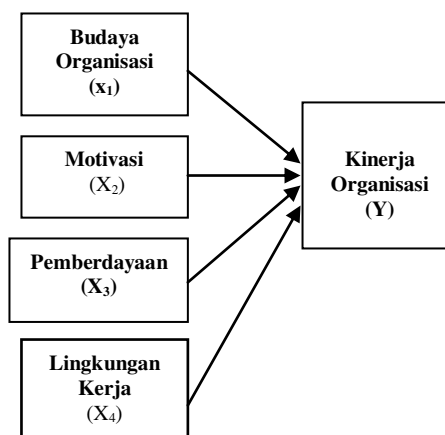 Budaya
Organisasi
(x₁)
Motivasi
(X₂)
Pemberdayaan
(X₃)
Lingkungan
Kerja
(X₄)
Kinerja
Organisasi
(Y)